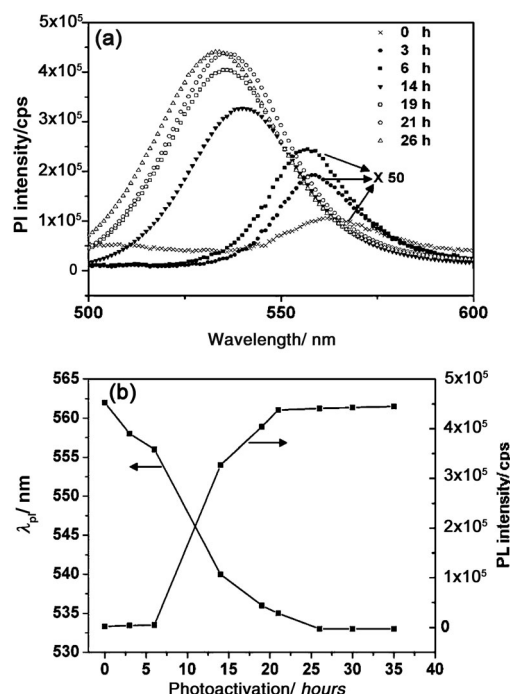 (a)
0 h
3 h
6 h
14 h
19 h
21 h
26 h
X 50
5x10⁵
4x10⁵
3x10⁵
2x10⁵
1x10⁵
0
PI intensity/cps
500
550
600
Wavelength/ nm
(b)
565
560
555
550
545
540
535
530
λpl/ nm
5x10⁵
4x10⁵
3x10⁵
2x10⁵
1x10⁵
0
PL intensity/cps
0 5 10 15 20 25 30 35 40
Photoactivation/ hours